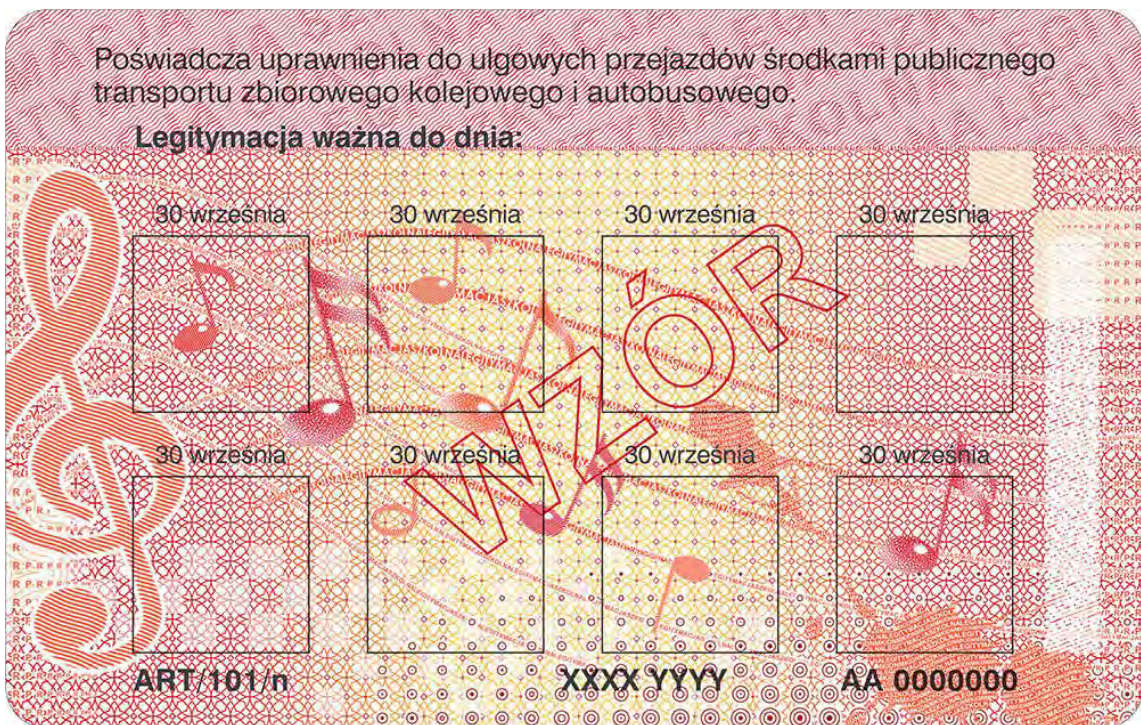 Poświadcza uprawnienia do ulgowych przejazdów środkami publicznego
transportu zbiorowego kolejowego i autobusowego.
Legitymacja ważna do dnia:
30 września 30 września 30 września 30 września
WZÓR
30 września 30 września 30 września 30 września
ART/101/n XXXX YYYY AA 0000000